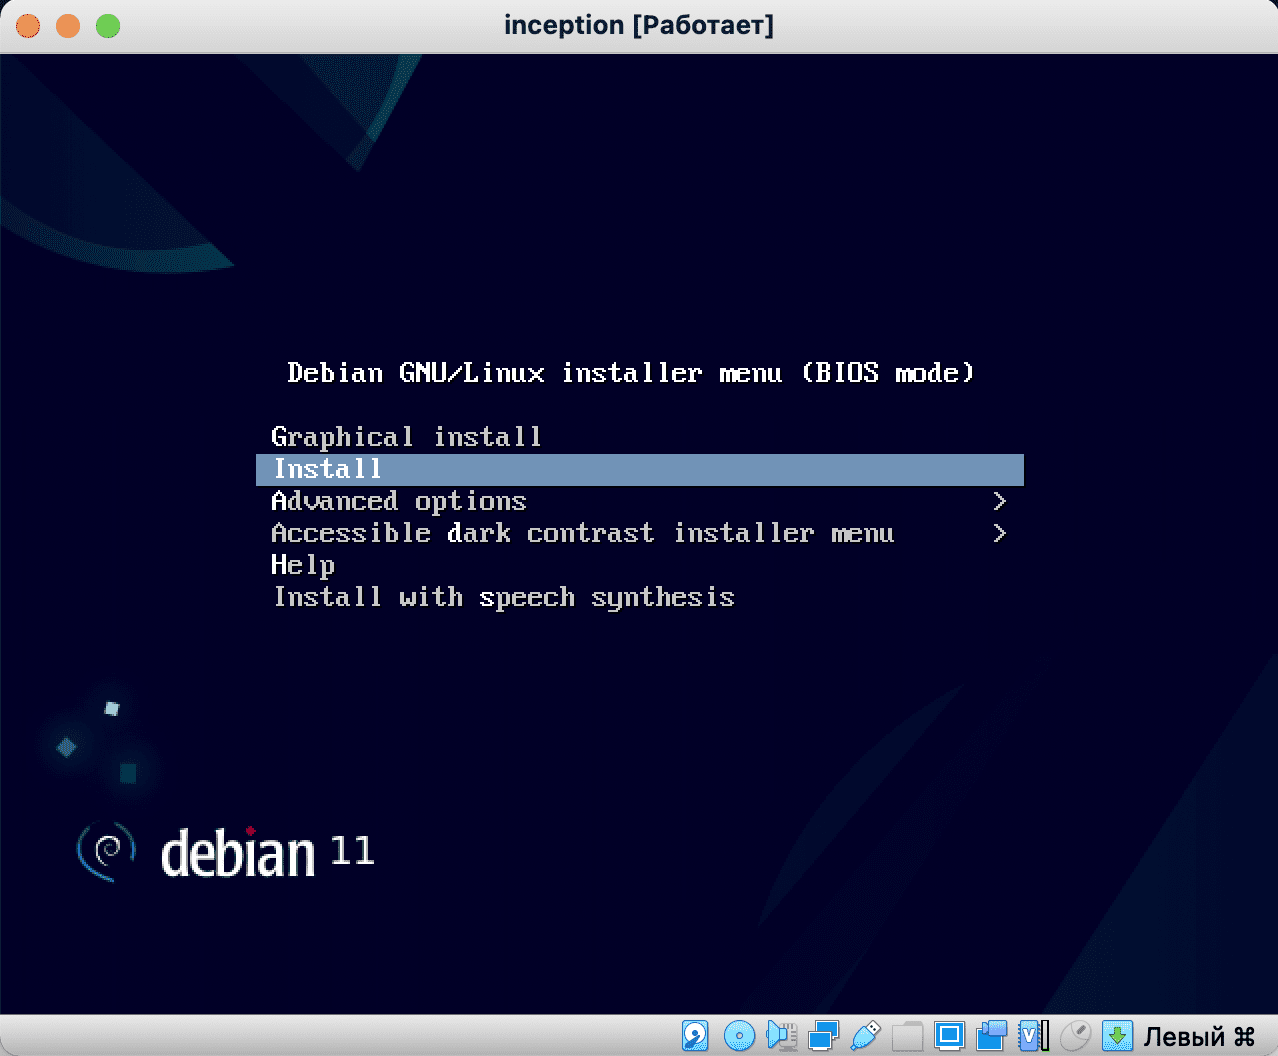 inception [Работает]
Debian GNU/Linux installer menu (BIOS mode)
Graphical install
Install
Advanced options >
Accessible dark contrast installer menu >
Help
Install with speech synthesis
debian 11
V
Левый ⌘